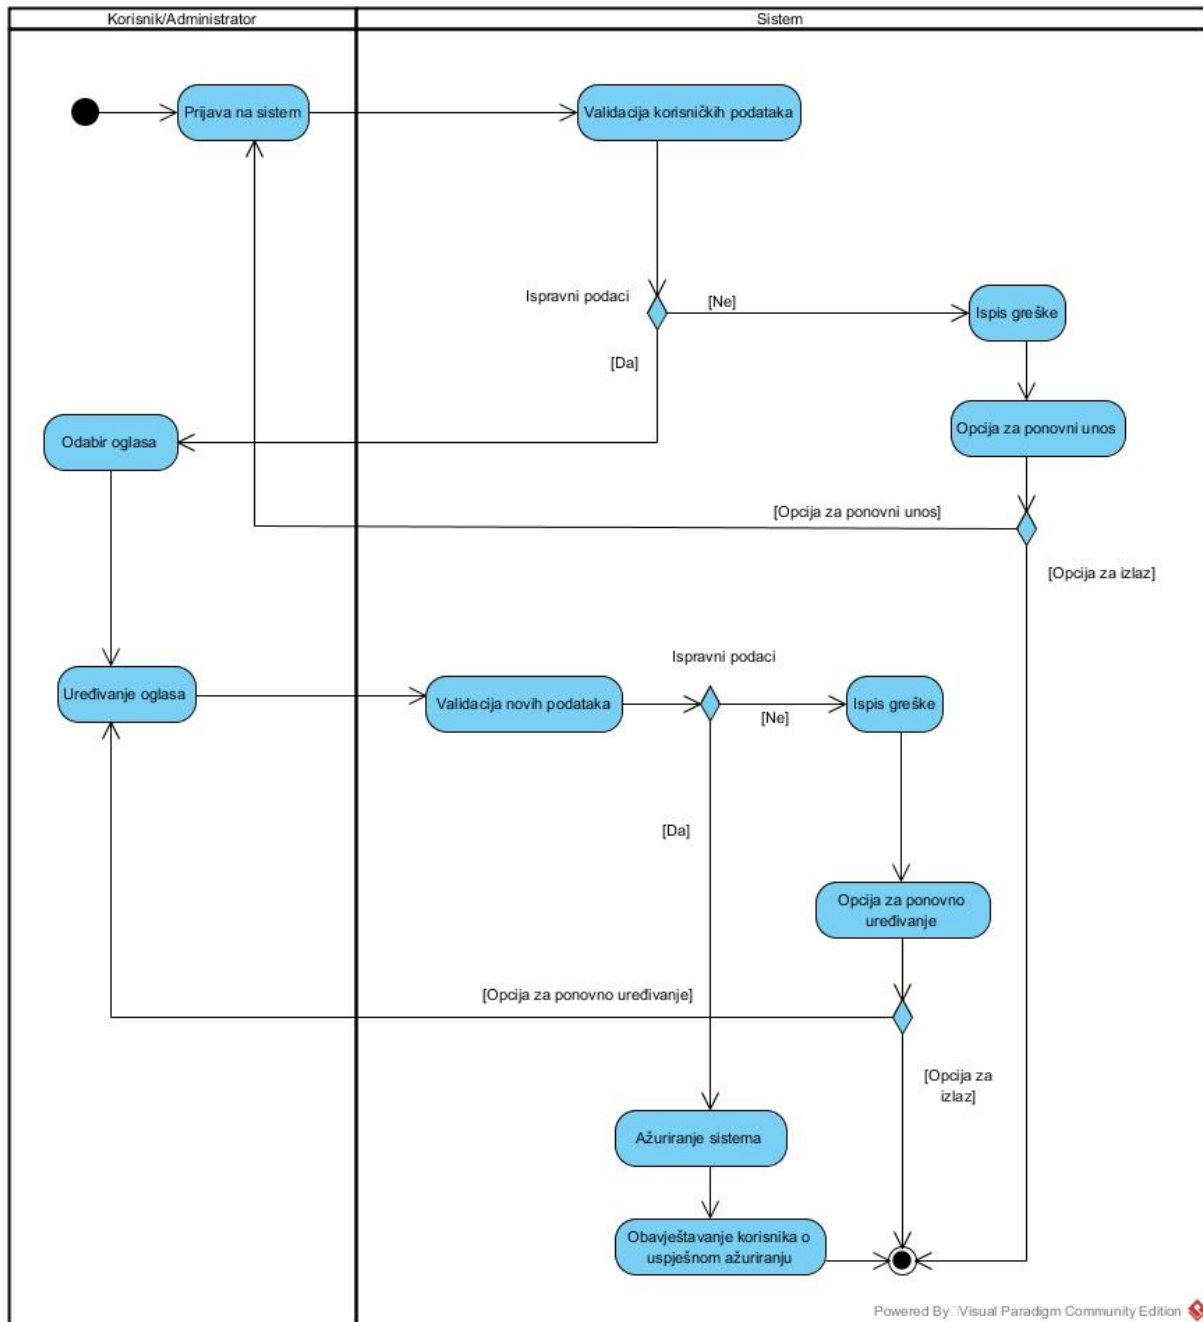 Korisnik/Administrator
Sistem
Prijava na sistem
Validacija korisničkih podataka
Ispravni podaci
[Ne]
Ispis greške
[Da]
Opcija za ponovni unos
Odabir oglasa
[Opcija za ponovni unos]
[Opcija za izlaz]
Ispravni podaci
Uređivanje oglasa
Validacija novih podataka
[Ne]
Ispis greške
[Da]
Opcija za ponovno
uređivanje
[Opcija za ponovno uređivanje]
[Opcija za
izlaz]
Ažuriranje sistema
Obavještavanje korisnika o
uspješnom ažuriranju
Powered By Visual Paradigm Community Edition